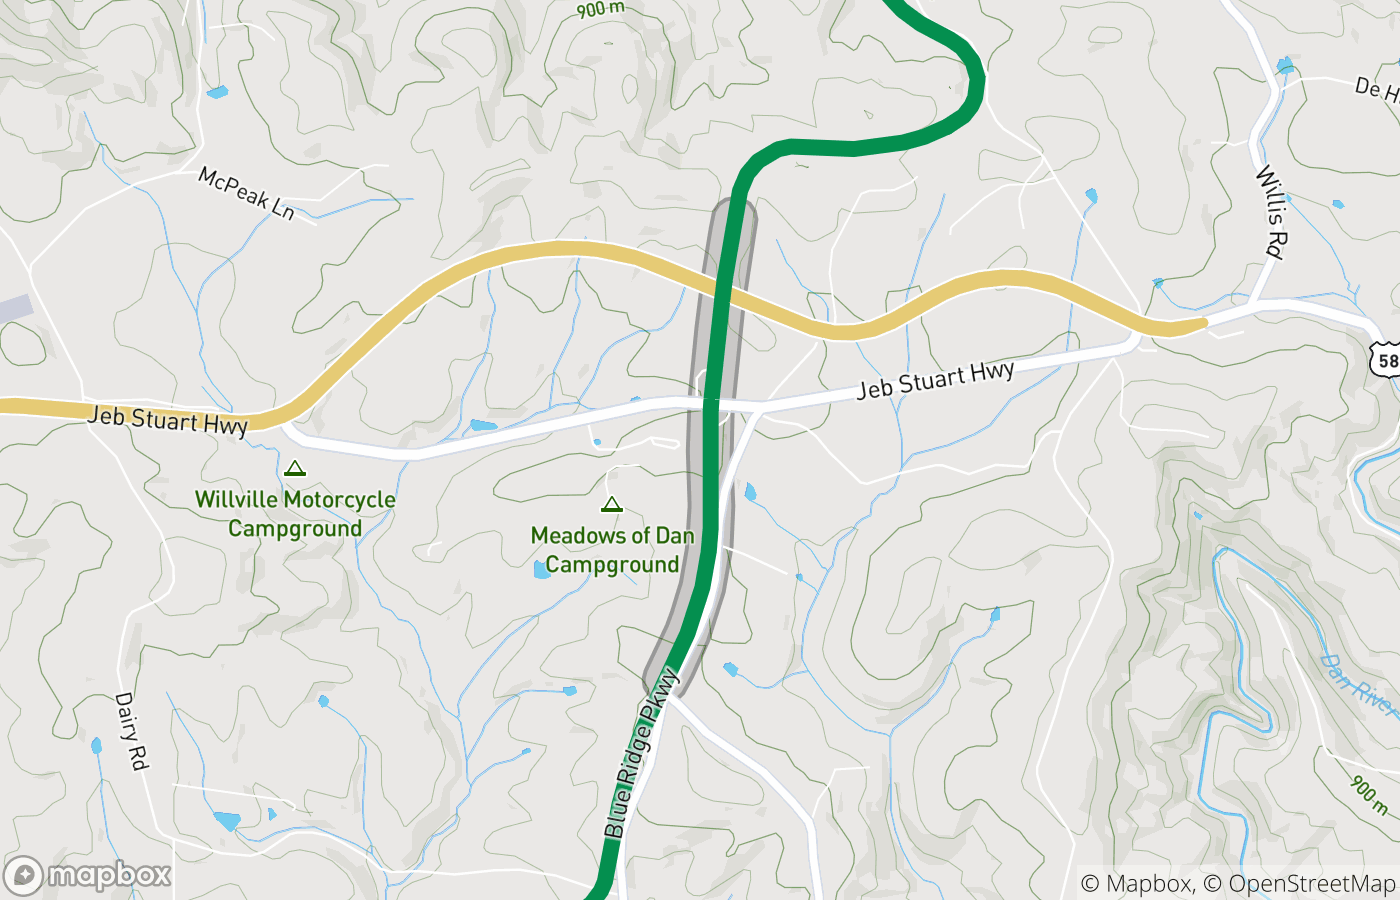 900 m
De H
McPeak Ln
Willis Rd
58
Jeb Stuart Hwy
Jeb Stuart Hwy
Willville Motorcycle
Campground
Meadows of Dan
Campground
Dan River
Blue Ridge Pkwy
Dairy Rd
900 m
mapbox
© Mapbox, © OpenStreetMap